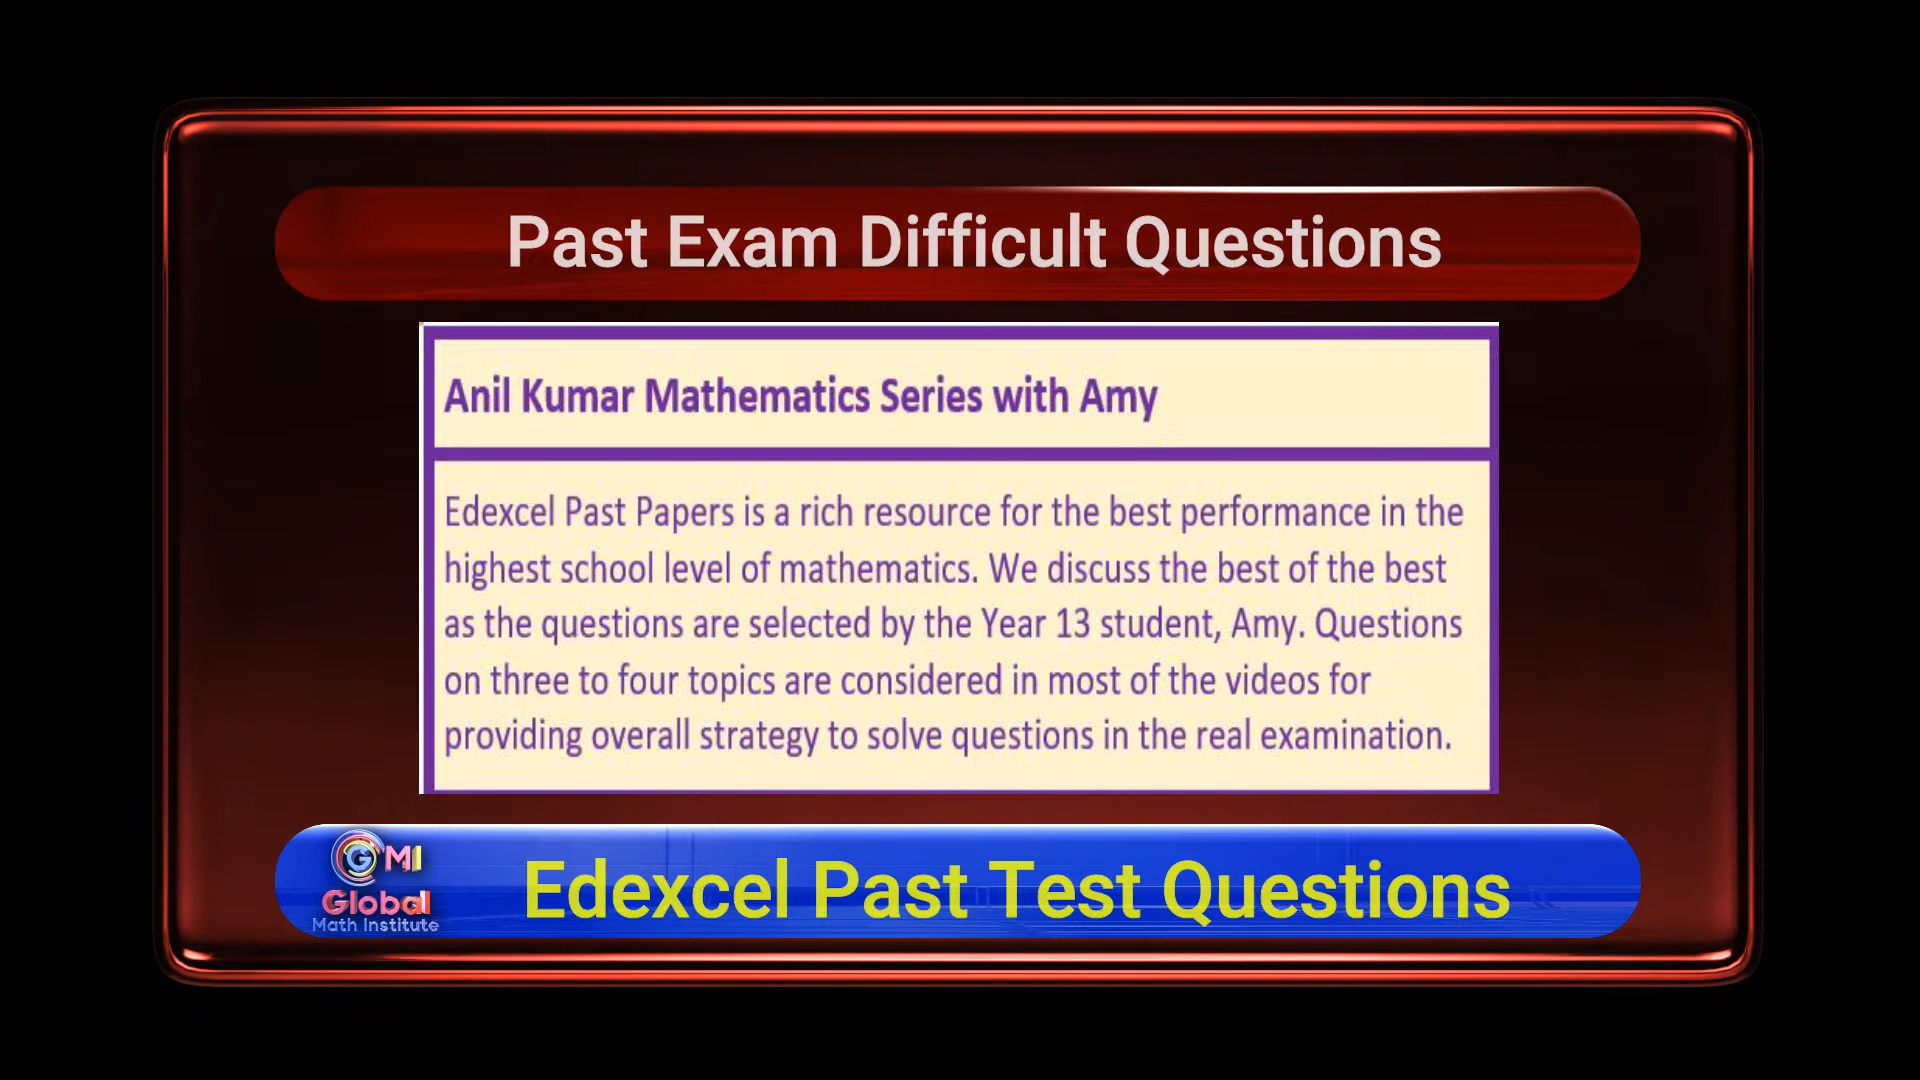 Past Exam Difficult Questions
Anil Kumar Mathematics Series with Amy
Edexcel Past Papers is a rich resource for the best performance in the
highest school level of mathematics. We discuss the best of the best
as the questions are selected by the Year 13 student, Amy. Questions
on three to four topics are considered in most of the videos for
providing overall strategy to solve questions in the real examination.
GMI
Global
Math Institute
Edexcel Past Test Questions